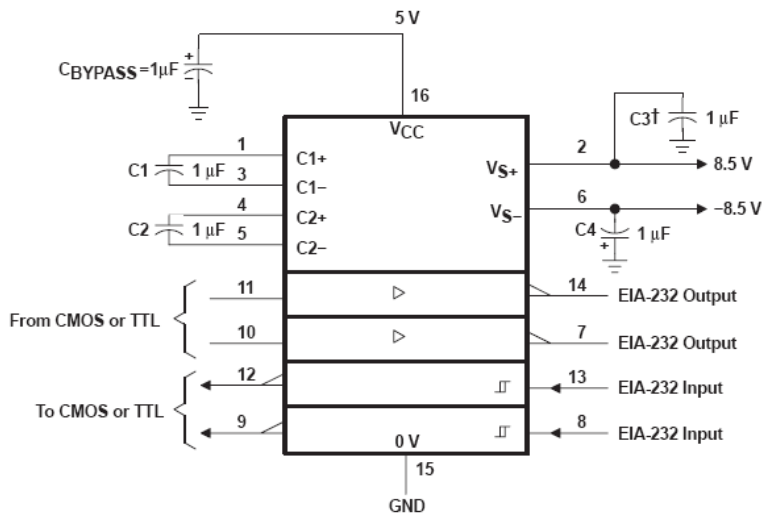 5 V
CBYPASS=1µF
+
−
16
VCC
C3† 1 µF
1
C1+
C1 1 µF
3
C1−
2
VS+
8.5 V
4
C2+
C2 1 µF
5
C2−
6
VS−
−8.5 V
C4 1 µF
+
From CMOS or TTL
11
14
EIA-232 Output
10
7
EIA-232 Output
To CMOS or TTL
12
13
EIA-232 Input
9
8
EIA-232 Input
0 V
15
GND